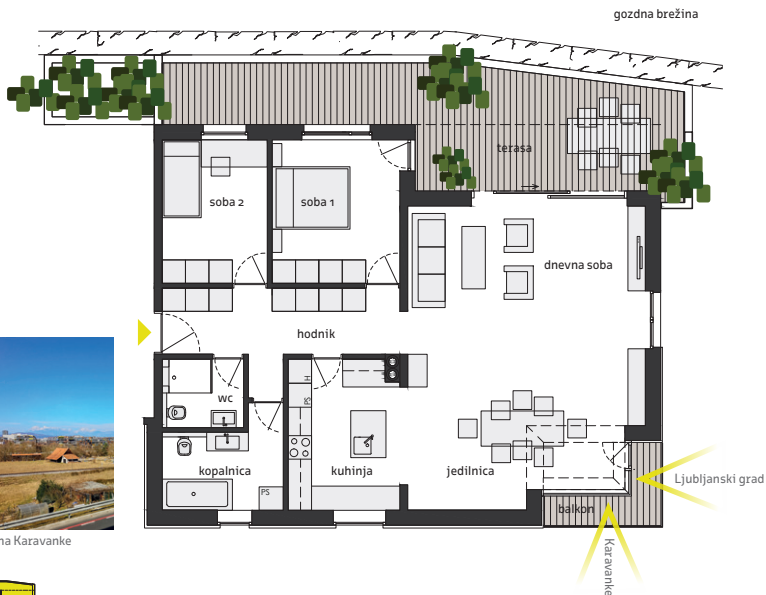 gozdna brežina
terasa
soba 2
soba 1
dnevna soba
hodnik
wc
H
PS
kopalnica
kuhinja
jedilnica
PS
Ljubljanski grad
balkon
na Karavanke
Karavanke